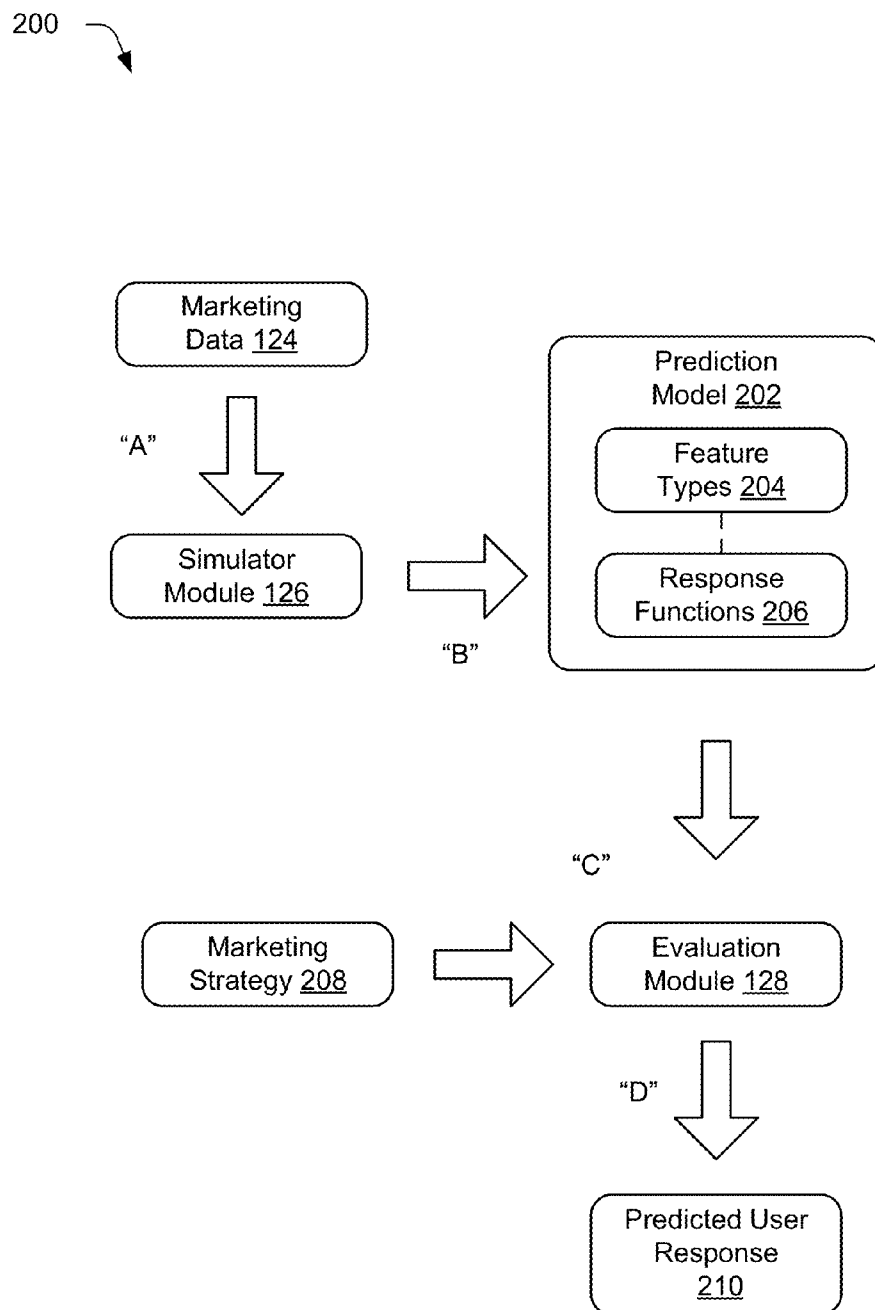 200
Marketing
Data 124
Prediction
Model 202
“A”
Feature
Types 204
Simulator
Module 126
Response
Functions 206
“B”
“C”
Marketing
Strategy 208
Evaluation
Module 128
“D”
Predicted User
Response
210